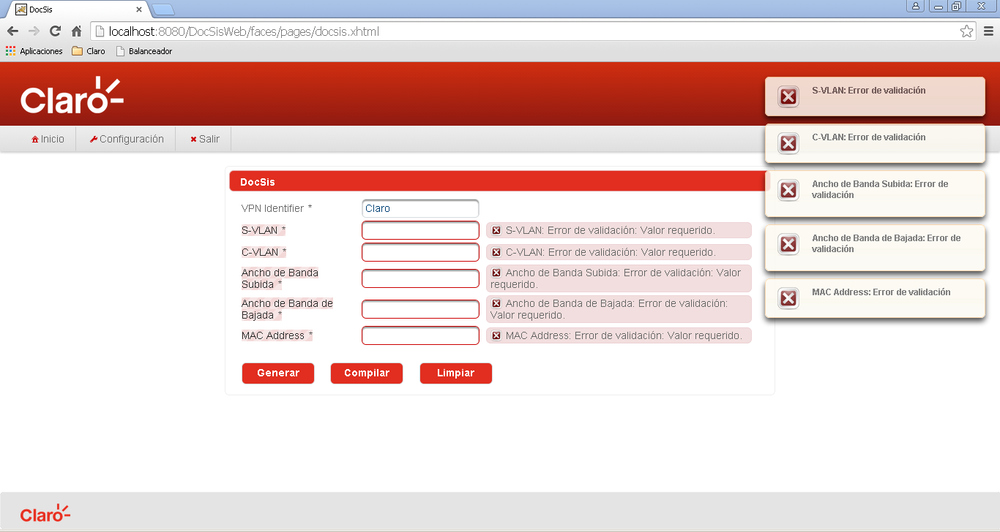 DocSis
localhost:8080/DocSisWeb/faces/pages/docsis.xhtml
Aplicaciones Claro Balanceador
Claro
Inicio Configuración Salir
S-VLAN: Error de validación
C-VLAN: Error de validación
Ancho de Banda Subida: Error de
validación
Ancho de Banda de Bajada: Error de
validación
MAC Address: Error de validación
DocSis
VPN Identifier * Claro
S-VLAN * S-VLAN: Error de validación: Valor requerido.
C-VLAN * C-VLAN: Error de validación: Valor requerido.
Ancho de Banda
Subida *
Ancho de Banda Subida: Error de validación: Valor
requerido.
Ancho de Banda de
Bajada *
Ancho de Banda de Bajada: Error de validación:
Valor requerido.
MAC Address * MAC Address: Error de validación: Valor requerido.
Generar Compilar Limpiar
Claro